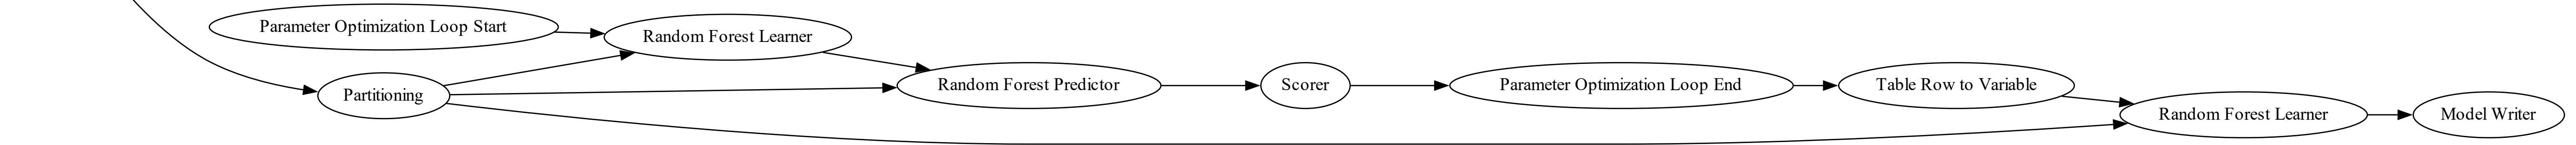 Parameter Optimization Loop Start
Random Forest Learner
Partitioning
Random Forest Predictor
Scorer
Parameter Optimization Loop End
Table Row to Variable
Random Forest Learner
Model Writer